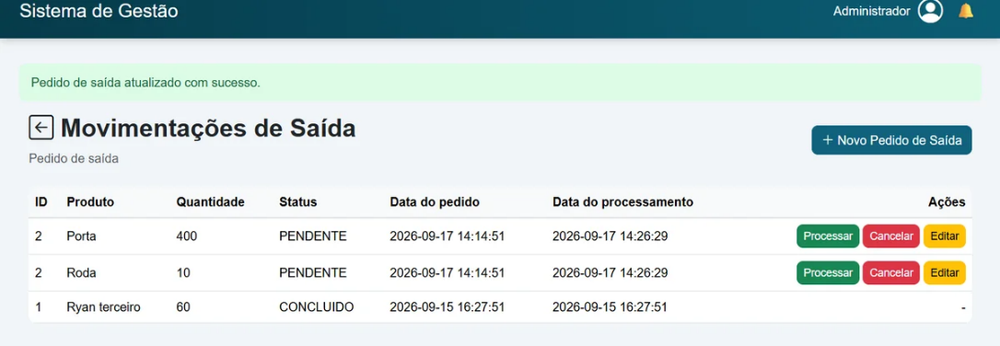 Sistema de Gestão
Administrador
Pedido de saída atualizado com sucesso.
Movimentações de Saída
+ Novo Pedido de Saída
Pedido de saída
ID Produto Quantidade Status Data do pedido Data do processamento Ações
2 Porta 400 PENDENTE 2026-09-17 14:14:51 2026-09-17 14:26:29 Processar Cancelar Editar
2 Roda 10 PENDENTE 2026-09-17 14:14:51 2026-09-17 14:26:29 Processar Cancelar Editar
1 Ryan terceiro 60 CONCLUIDO 2026-09-15 16:27:51 2026-09-15 16:27:51 -